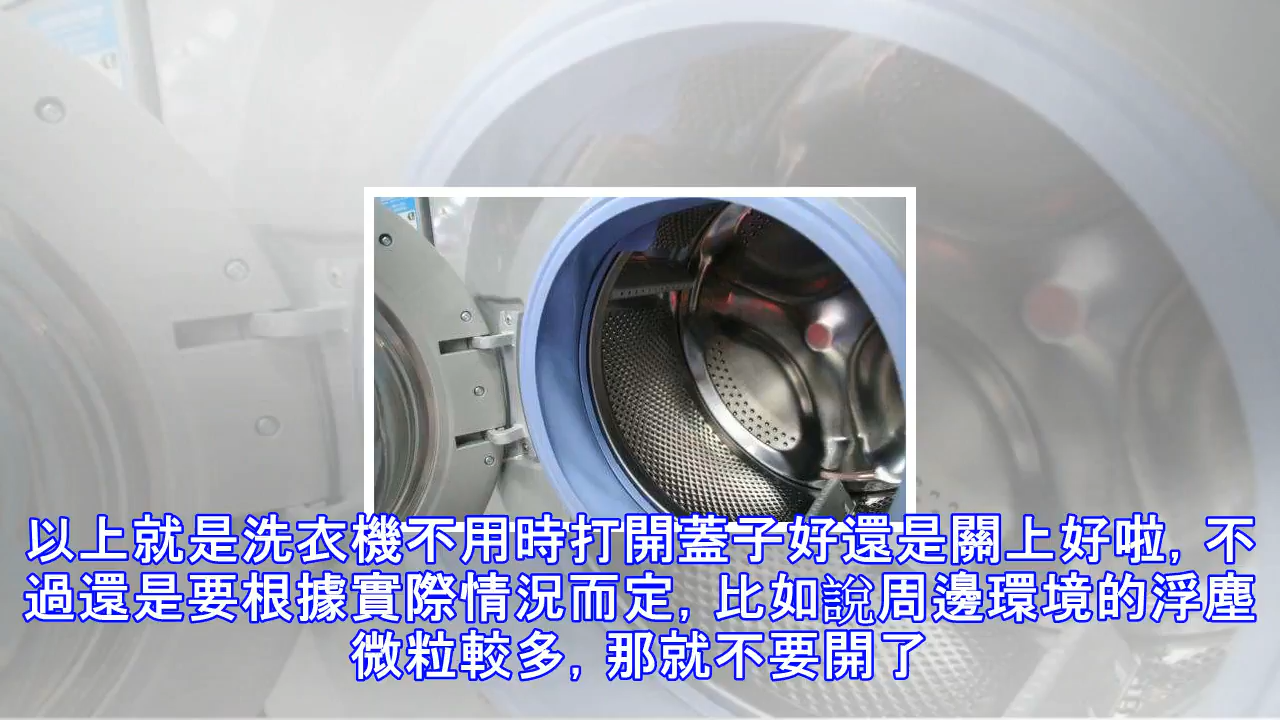 以上就是洗衣機不用時打開蓋子好還是關上好啦, 不
過還是要根據實際情況而定, 比如說周邊環境的浮塵
微粒較多, 那就不要開了